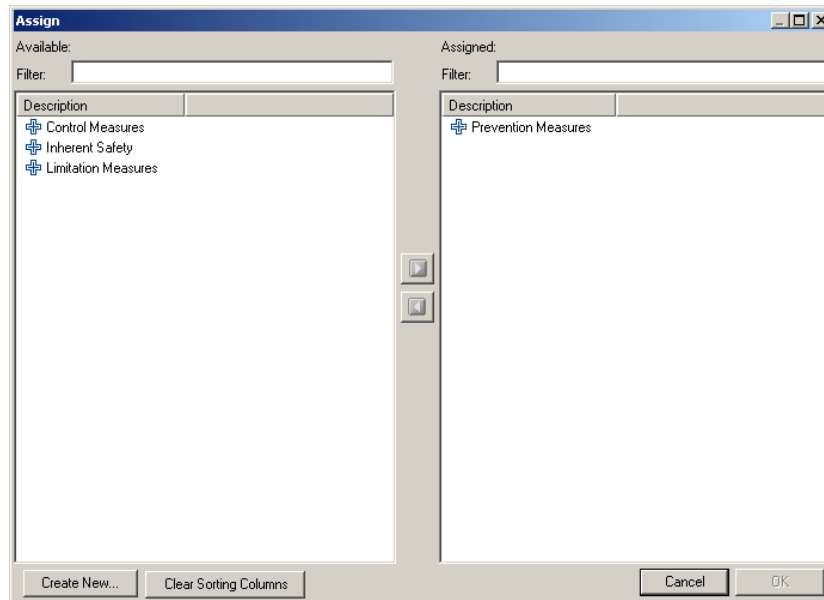 Assign
Available:
Filter:
Description
Control Measures
Inherent Safety
Limitation Measures
Create New...
Clear Sorting Columns
Assigned:
Filter:
Description
Prevention Measures
Cancel
OK